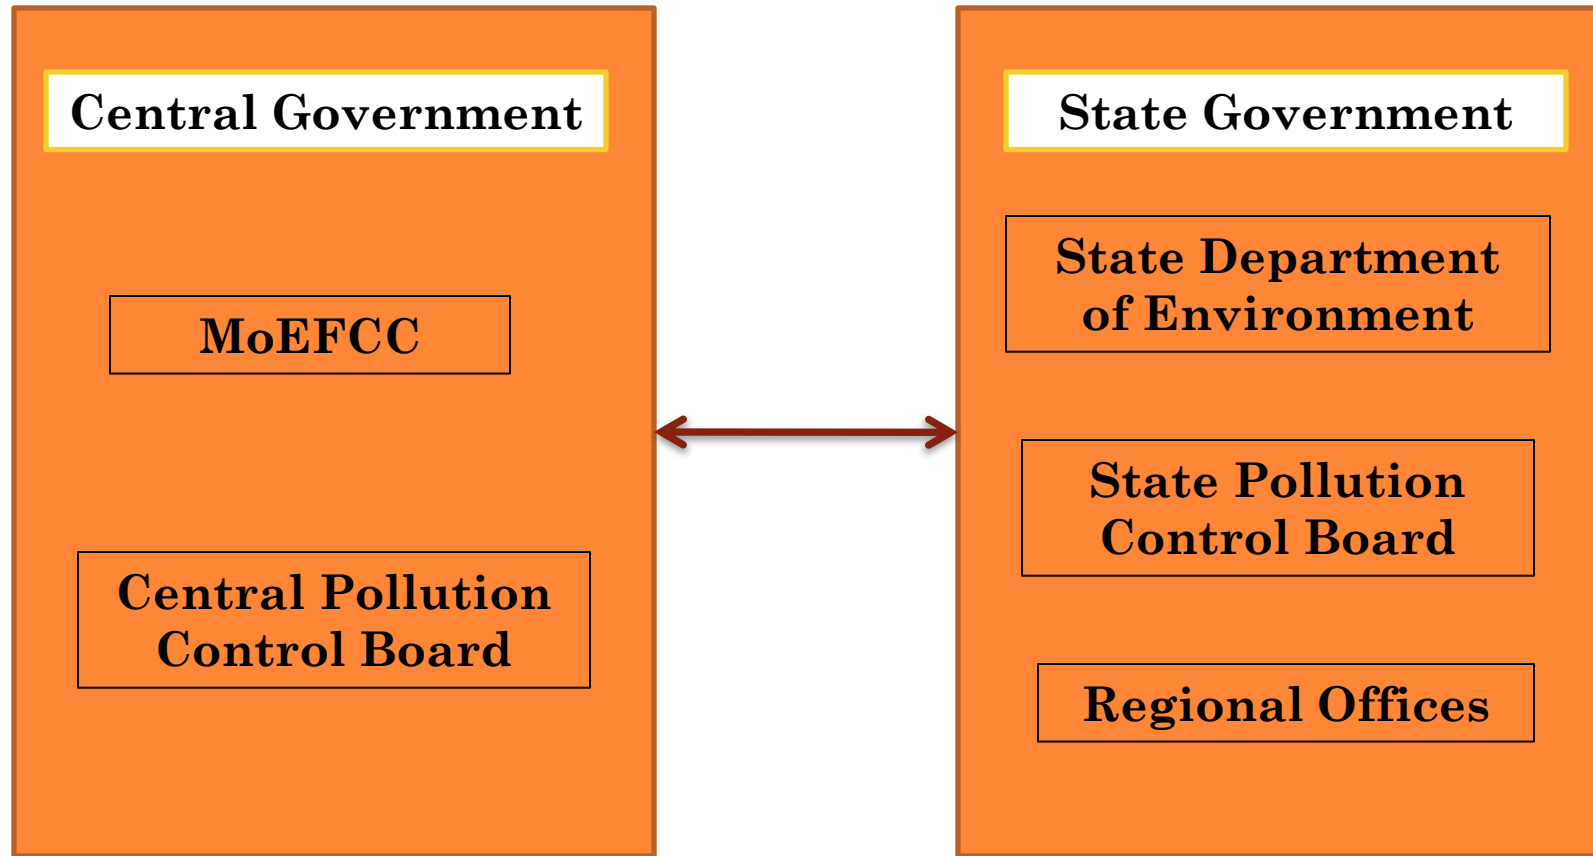 Central Government
MoEFCC
Central Pollution
Control Board
State Government
State Department
of Environment
State Pollution
Control Board
Regional Offices